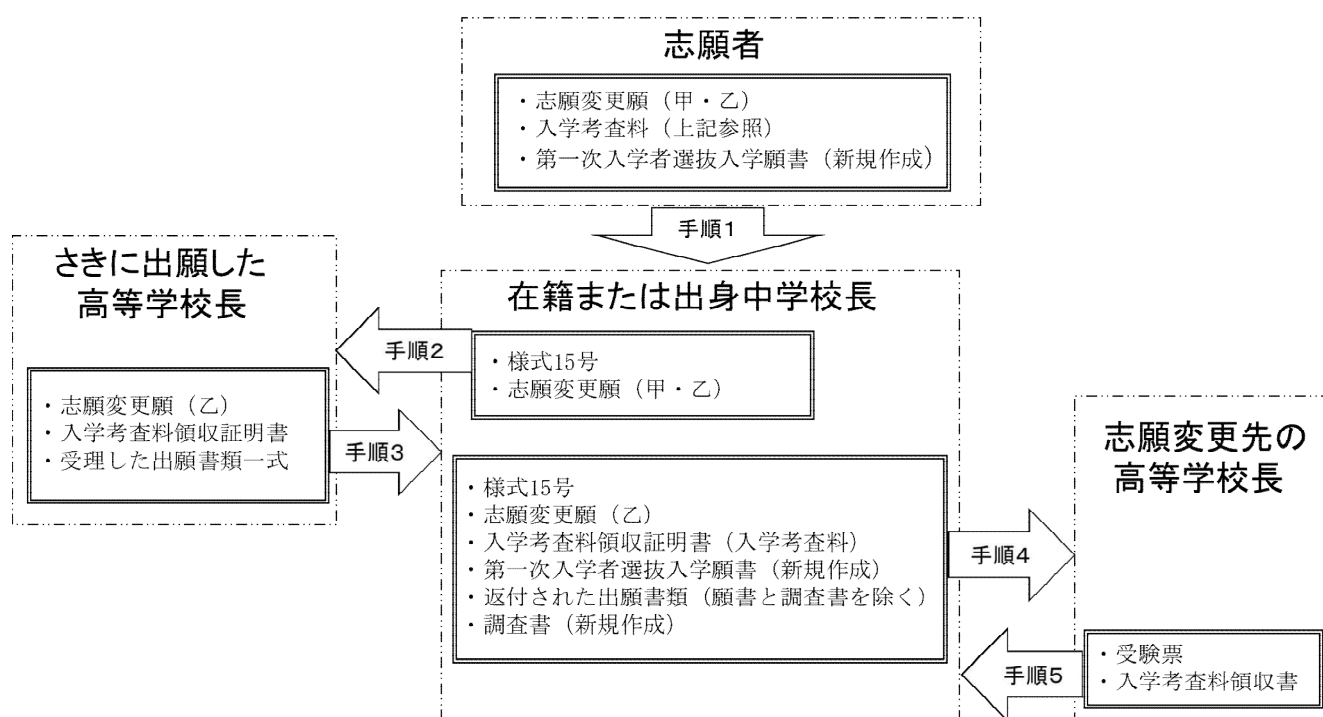 志願者
・志願変更願（甲・乙）
・入学考査料（上記参照）
・第一次入学者選抜入学願書（新規作成）
手順1
さきに出願した
高等学校長
在籍または出身中学校長
手順2
・様式15号
・志願変更願（甲・乙）
・志願変更願（乙）
・入学考査料領収証明書
・受理した出願書類一式
手順3
志願変更先の
高等学校長
・様式15号
・志願変更願（乙）
・入学考査料領収証明書（入学考査料）
・第一次入学者選抜入学願書（新規作成）
・返付された出願書類（願書と調査書を除く）
・調査書（新規作成）
手順4
手順5
・受験票
・入学考査料領収書